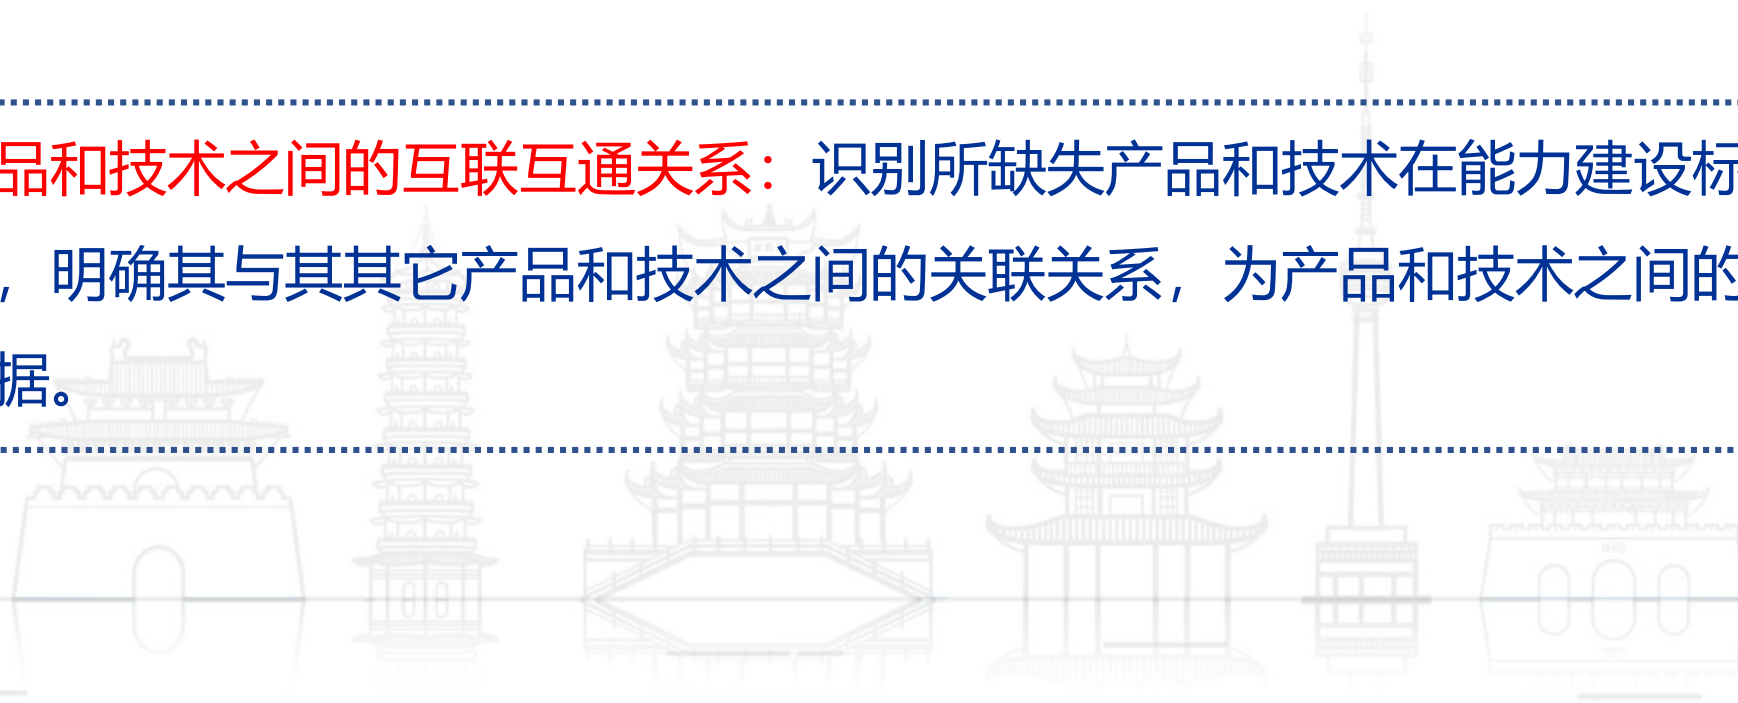 品和技术之间的互联互通关系：识别所缺失产品和技术在能力建设标
，明确其与其其它产品和技术之间的关联关系，为产品和技术之间的
据。